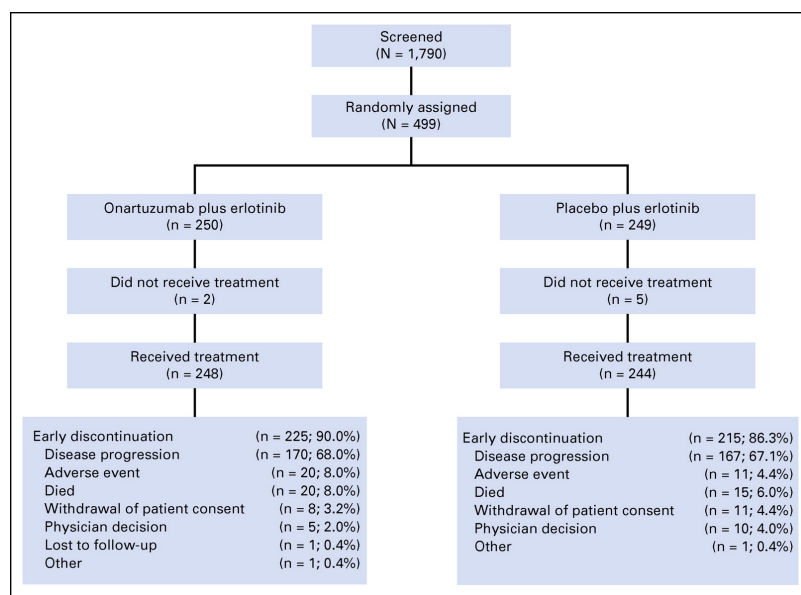 Screened
(N = 1,790)
Randomly assigned
(N = 499)
Onartuzumab plus erlotinib
(n = 250)
Placebo plus erlotinib
(n = 249)
Did not receive treatment
(n = 2)
Did not receive treatment
(n = 5)
Received treatment
(n = 248)
Received treatment
(n = 244)
Early discontinuation (n = 225; 90.0%)
Disease progression (n = 170; 68.0%)
Adverse event (n = 20; 8.0%)
Died (n = 20; 8.0%)
Withdrawal of patient consent (n = 8; 3.2%)
Physician decision (n = 5; 2.0%)
Lost to follow-up (n = 1; 0.4%)
Other (n = 1; 0.4%)
Early discontinuation (n = 215; 86.3%)
Disease progression (n = 167; 67.1%)
Adverse event (n = 11; 4.4%)
Died (n = 15; 6.0%)
Withdrawal of patient consent (n = 11; 4.4%)
Physician decision (n = 10; 4.0%)
Other (n = 1; 0.4%)